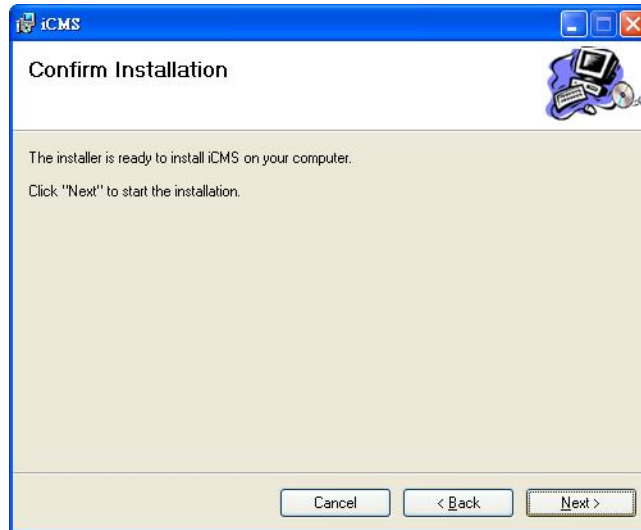 iCMS
Confirm Installation
The installer is ready to install iCMS on your computer.
Click "Next" to start the installation.
Cancel
< Back
Next >